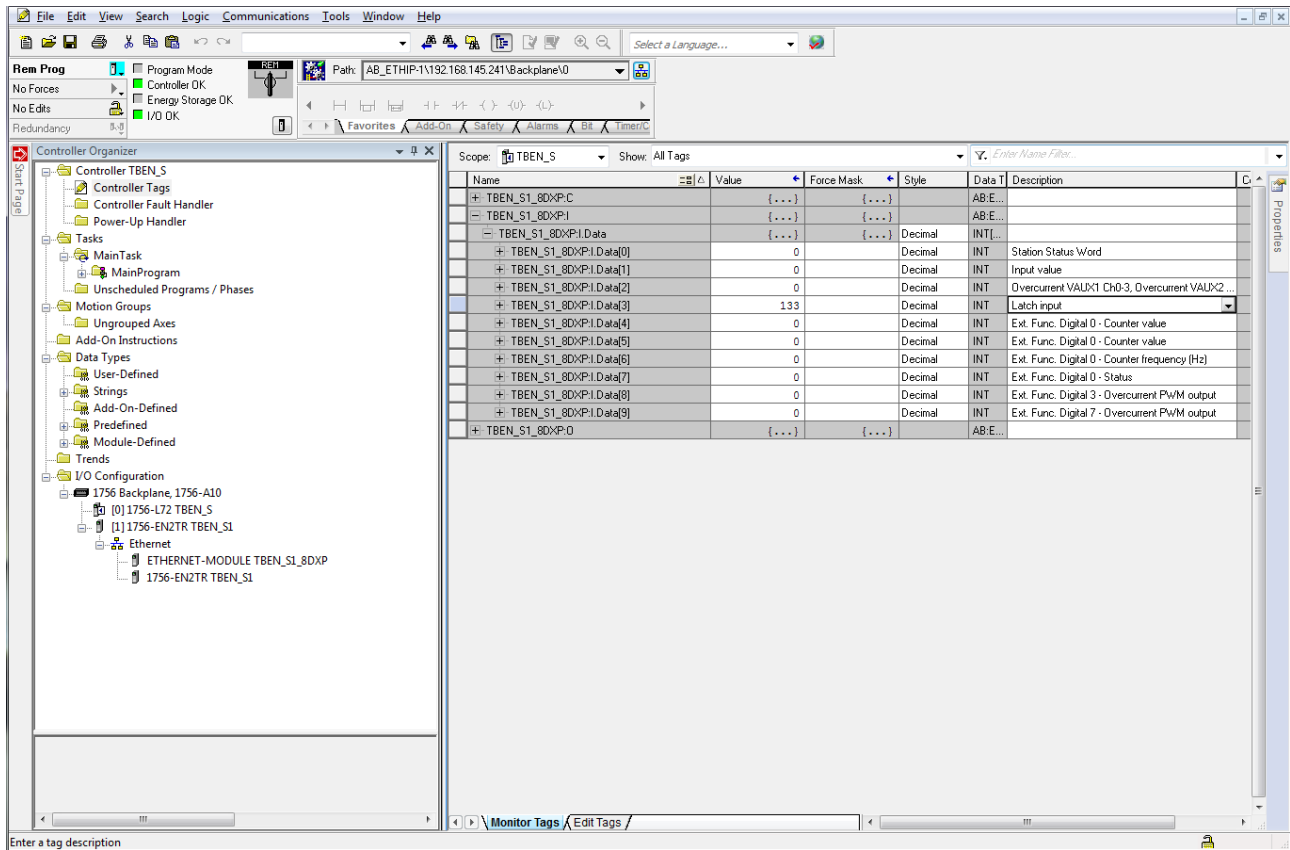 File Edit View Search Logic Communications Tools Window Help
Select a Language...
Rem Prog
No Forces
No Edits
Redundancy
Program Mode
Controller OK
Energy Storage OK
I/O OK
REM
Path: AB_ETHIP-1\192.168.145.241\Backplane\0
Favorites Add-On Safety Alarms Bit Timer/C
Start Page
Controller Organizer
Controller TBEN_S
Controller Tags
Controller Fault Handler
Power-Up Handler
Tasks
MainTask
MainProgram
Unscheduled Programs / Phases
Motion Groups
Ungrouped Axes
Add-On Instructions
Data Types
User-Defined
Strings
Add-On-Defined
Predefined
Module-Defined
Trends
I/O Configuration
1756 Backplane, 1756-A10
[0] 1756-L72 TBEN_S
[1] 1756-EN2TR TBEN_S1
Ethernet
ETHERNET-MODULE TBEN_S1_8DXP
1756-EN2TR TBEN_S1
Scope: TBEN_S Show: All Tags Enter Name Filter...
Name Value Force Mask Style Data T Description
TBEN_S1_8DXP:C {...} {...} AB:E...
TBEN_S1_8DXP:I {...} {...} AB:E...
TBEN_S1_8DXP:I.Data {...} {...} Decimal INT[...
TBEN_S1_8DXP:I.Data[0] 0 Decimal INT Station Status Word
TBEN_S1_8DXP:I.Data[1] 0 Decimal INT Input value
TBEN_S1_8DXP:I.Data[2] 0 Decimal INT Overcurrent VAUX1 Ch0-3, Overcurrent VAUX2 ...
TBEN_S1_8DXP:I.Data[3] 133 Decimal INT Latch input
TBEN_S1_8DXP:I.Data[4] 0 Decimal INT Ext. Func. Digital 0 - Counter value
TBEN_S1_8DXP:I.Data[5] 0 Decimal INT Ext. Func. Digital 0 - Counter value
TBEN_S1_8DXP:I.Data[6] 0 Decimal INT Ext. Func. Digital 0 - Counter frequency (Hz)
TBEN_S1_8DXP:I.Data[7] 0 Decimal INT Ext. Func. Digital 0 - Status
TBEN_S1_8DXP:I.Data[8] 0 Decimal INT Ext. Func. Digital 3 - Overcurrent PWM output
TBEN_S1_8DXP:I.Data[9] 0 Decimal INT Ext. Func. Digital 7 - Overcurrent PWM output
TBEN_S1_8DXP:O {...} {...} AB:E...
Properties
Monitor Tags Edit Tags
Enter a tag description